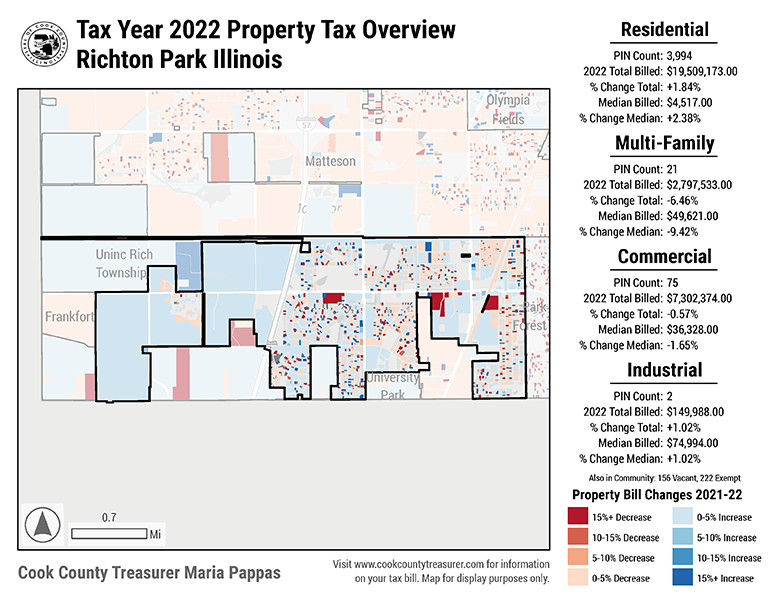 Tax Year 2022 Property Tax Overview
Richton Park Illinois
Olympia
Fields
57
Matteson
Uninc Rich
Township
Frankfort
Park
Forest
University
Park
0.7
Mi
Cook County Treasurer Maria Pappas
Visit www.cookcountytreasurer.com for information
on your tax bill. Map for display purposes only.
Residential
PIN Count: 3,994
2022 Total Billed: $19,509,173.00
% Change Total: +1.84%
Median Billed: $4,517.00
% Change Median: +2.38%
Multi-Family
PIN Count: 21
2022 Total Billed: $2,797,533.00
% Change Total: -6.46%
Median Billed: $49,621.00
% Change Median: -9.42%
Commercial
PIN Count: 75
2022 Total Billed: $7,302,374.00
% Change Total: -0.57%
Median Billed: $36,328.00
% Change Median: -1.65%
Industrial
PIN Count: 2
2022 Total Billed: $149,988.00
% Change Total: +1.02%
Median Billed: $74,994.00
% Change Median: +1.02%
Also in Community: 156 Vacant, 222 Exempt
Property Bill Changes 2021-22
15%+ Decrease
0-5% Increase
10-15% Decrease
5-10% Increase
5-10% Decrease
10-15% Increase
0-5% Decrease
15%+ Increase